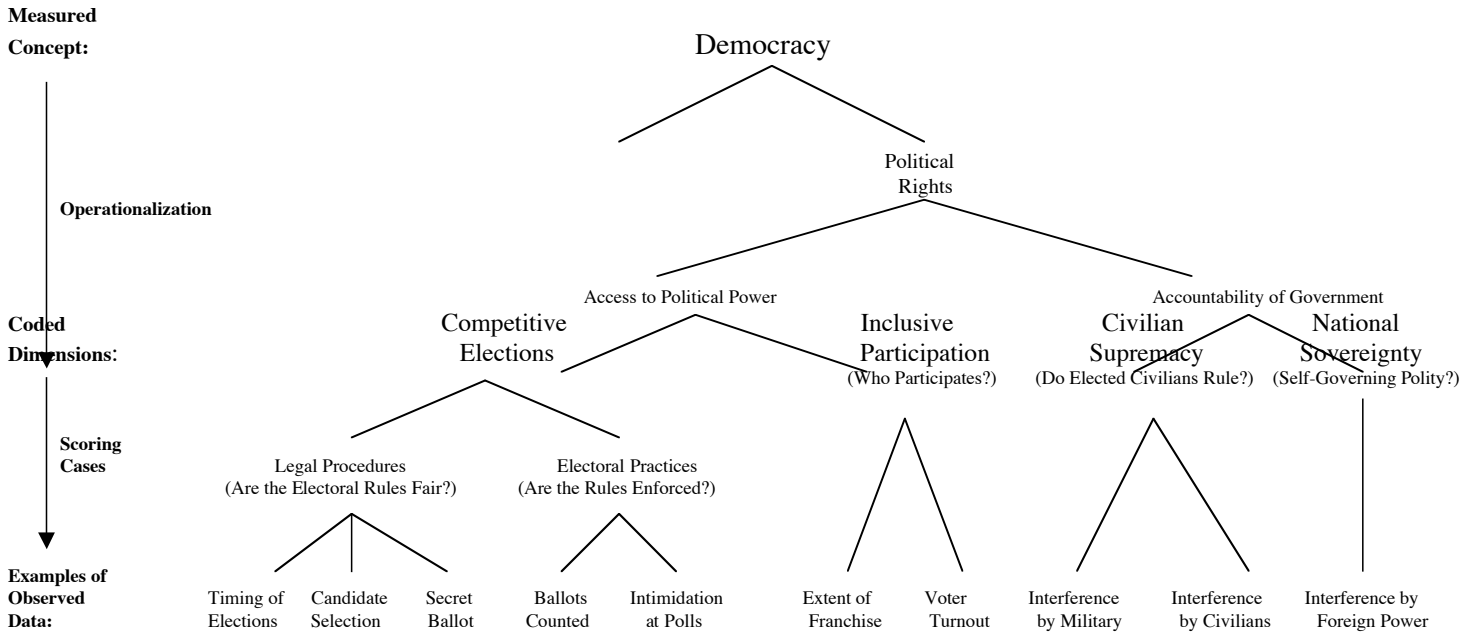 Measured
Concept:
Democracy
Political
Rights
Operationalization
Access to Political Power
Accountability of Government
Coded
Dimensions:
Competitive
Elections
Inclusive
Participation
(Who Participates?)
Civilian
Supremacy
(Do Elected Civilians Rule?)
National
Sovereignty
(Self-Governing Polity?)
Scoring
Cases
Legal Procedures
(Are the Electoral Rules Fair?)
Electoral Practices
(Are the Rules Enforced?)
Examples of
Observed
Data:
Timing of
Elections
Candidate
Selection
Secret
Ballot
Ballots
Counted
Intimidation
at Polls
Extent of
Franchise
Voter
Turnout
Interference
by Military
Interference
by Civilians
Interference by
Foreign Power